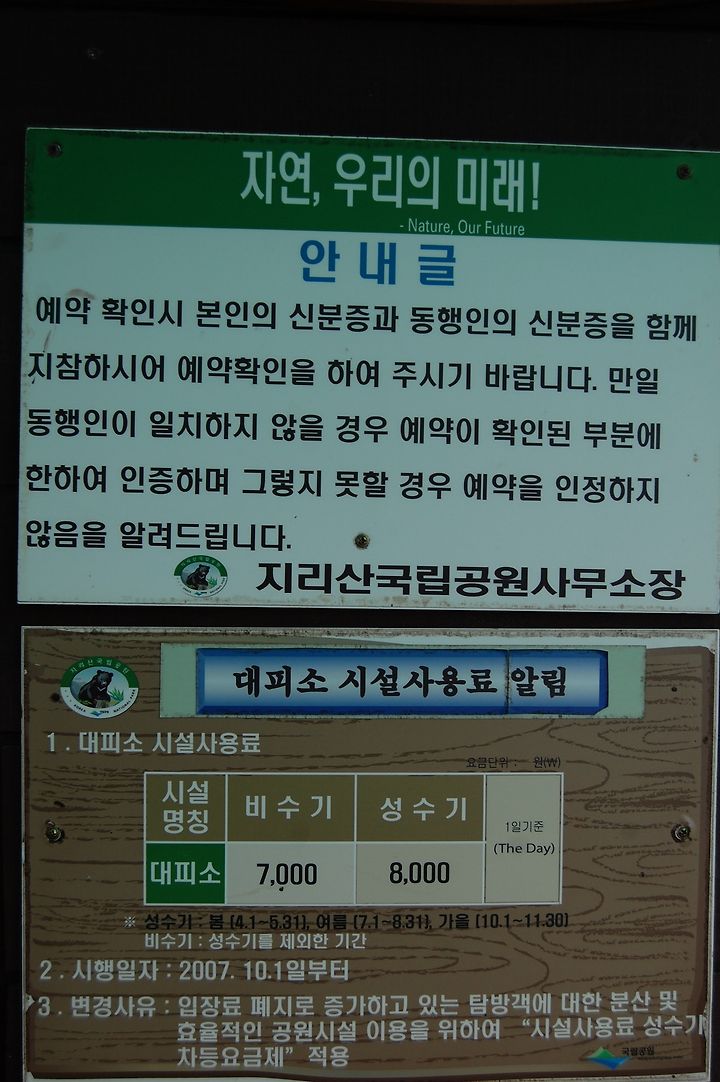 자연, 우리의 미래!
- Nature, Our Future
안 내 글
예약 확인시 본인의 신분증과 동행인의 신분증을 함께
지참하시어 예약확인을 하여 주시기 바랍니다. 만일
동행인이 일치하지 않을 경우 예약이 확인된 부분에
한하여 인증하며 그렇지 못할 경우 예약을 인정하지
않음을 알려드립니다.
지리산국립공원사무소장
지리산국립공원
대피소 시설사용료 알림
1 . 대피소 시설사용료
요금단위 : 원(₩)
시설 명칭 비 수 기 성 수 기 1일기준 (The Day)
대피소 7,000 8,000
※ 성수기 : 봄 (4.1~5.31), 여름 (7.1~8.31), 가을 (10.1~11.30)
비수기 : 성수기를 제외한 기간
2 . 시행일자 : 2007. 10.1일부터
3 . 변경사유 : 입장료 폐지로 증가하고 있는 탐방객에 대한 분산 및
효율적인 공원시설 이용을 위하여 “시설사용료 성수기
차등요금제” 적용
국립공원